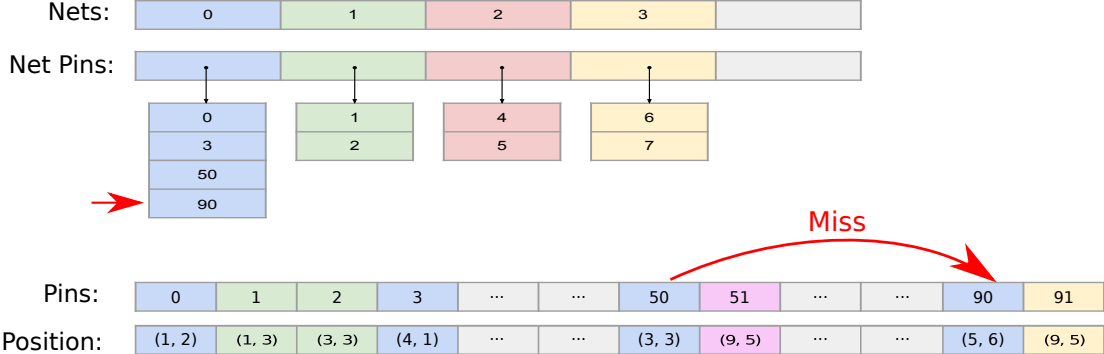 Nets: 0 1 2 3
Net Pins:
0 1 4 6
3 2 5 7
50
90
Miss
Pins: 0 1 2 3 ... ... 50 51 ... ... 90 91
Position: (1, 2) (1, 3) (3, 3) (4, 1) ... ... (3, 3) (9, 5) ... ... (5, 6) (9, 5)